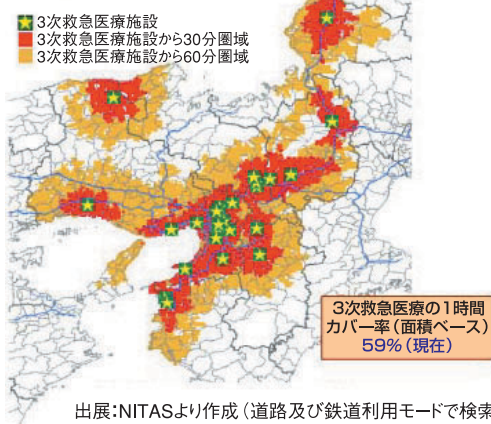 3次救急医療施設
3次救急医療施設から30分圏域
3次救急医療施設から60分圏域
3次救急医療の1時間
カバー率(面積ベース)
59%(現在)
出展:NITASより作成(道路及び鉄道利用モードで検索